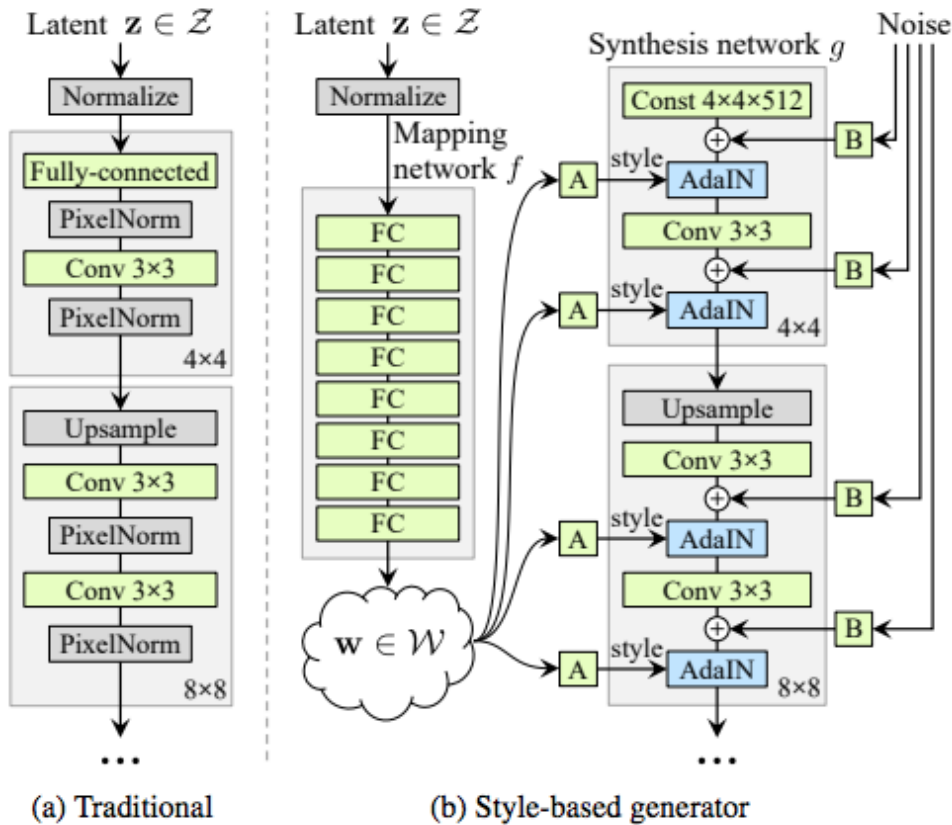 Latent z ∈ 𝒵
Normalize
Fully-connected
PixelNorm
Conv 3×3
PixelNorm
4×4
Upsample
Conv 3×3
PixelNorm
Conv 3×3
PixelNorm
8×8
...
(a) Traditional
Latent z ∈ 𝒵
Normalize
Mapping
network f
FC
FC
FC
FC
FC
FC
FC
FC
w ∈ 𝒲
A
style
A
style
A
style
A
style
Synthesis network g
Const 4×4×512
+
AdaIN
Conv 3×3
+
AdaIN
4×4
Upsample
Conv 3×3
+
AdaIN
Conv 3×3
+
AdaIN
8×8
...
Noise
B
B
B
B
(b) Style-based generator